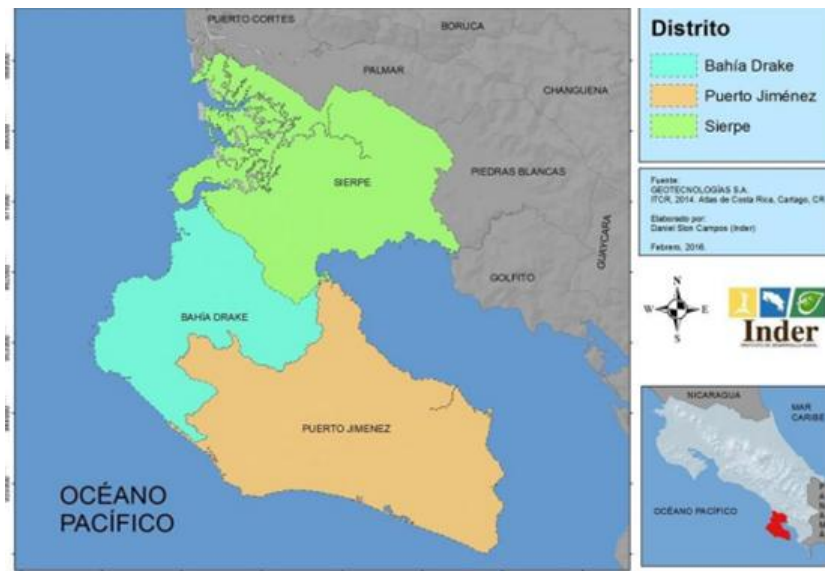 PUERTO CORTES
BORUCA
PALMAR
CHANGUENA
PIEDRAS BLANCAS
SIERPE
GUAYCARA
GOLFITO
BAHÍA DRAKE
PUERTO JIMENEZ
OCÉANO
PACÍFICO
Distrito
Bahía Drake
Puerto Jiménez
Sierpe
Fuente:
GEOTECNOLOGÍAS S.A.
ITCR, 2014. Atlas de Costa Rica, Cartago, CR
Elaborado por:
Daniel Sion Campos (Inder)
Febrero, 2016.
N
W E
S
Inder
NICARAGUA
MAR
CARIBE
OCÉANO PACÍFICO